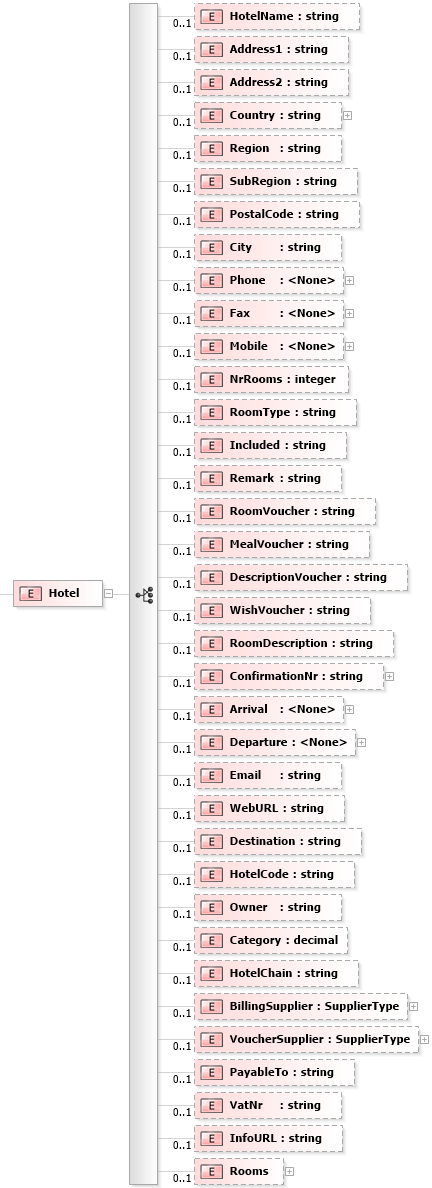 0..1 E HotelName : string
0..1 E Address1 : string
0..1 E Address2 : string
0..1 E Country : string
0..1 E Region : string
0..1 E SubRegion : string
0..1 E PostalCode : string
0..1 E City : string
0..1 E Phone : <None>
0..1 E Fax : <None>
0..1 E Mobile : <None>
0..1 E NrRooms : integer
0..1 E RoomType : string
0..1 E Included : string
0..1 E Remark : string
0..1 E RoomVoucher : string
0..1 E MealVoucher : string
0..1 E DescriptionVoucher : string
E Hotel
0..1 E WishVoucher : string
0..1 E RoomDescription : string
0..1 E ConfirmationNr : string
0..1 E Arrival : <None>
0..1 E Departure : <None>
0..1 E Email : string
0..1 E WebURL : string
0..1 E Destination : string
0..1 E HotelCode : string
0..1 E Owner : string
0..1 E Category : decimal
0..1 E HotelChain : string
0..1 E BillingSupplier : SupplierType
0..1 E VoucherSupplier : SupplierType
0..1 E PayableTo : string
0..1 E VatNr : string
0..1 E InfoURL : string
0..1 E Rooms